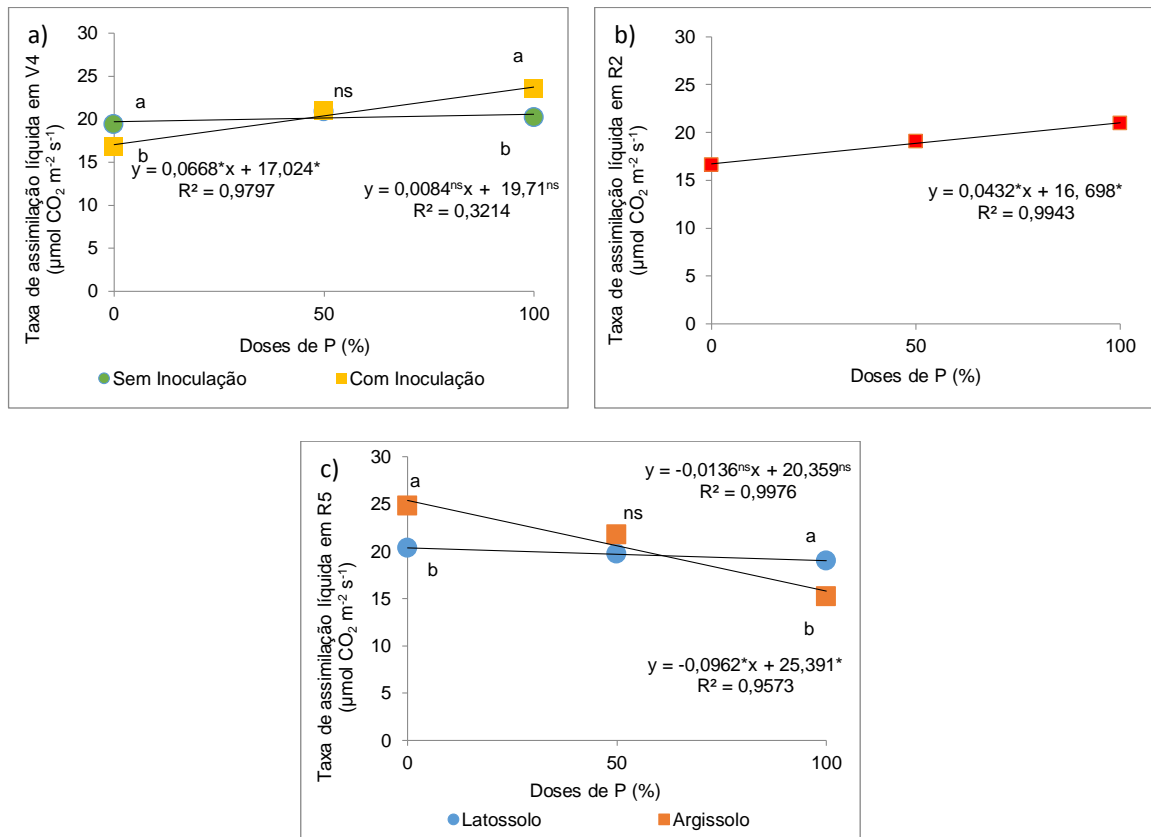 a)
Taxa de assimilação líquida em V4
(µmol CO₂ m⁻² s⁻¹)
30
25
20
15
10
5
0
a
b
ns
a
b
y = 0,0668*x + 17,024*
R² = 0,9797
y = 0,0084ⁿˢx + 19,71ⁿˢ
R² = 0,3214
0 50 100
Doses de P (%)
Sem Inoculação Com Inoculação
b)
Taxa de assimilação líquida em R2
(µmol CO₂ m⁻² s⁻¹)
30
25
20
15
10
5
0
y = 0,0432*x + 16, 698*
R² = 0,9943
0 50 100
Doses de P (%)
c)
Taxa de assimilação líquida em R5
(µmol CO₂ m⁻² s⁻¹)
30
25
20
15
10
5
0
a
b
ns
a
b
y = -0,0136ⁿˢx + 20,359ⁿˢ
R² = 0,9976
y = -0,0962*x + 25,391*
R² = 0,9573
0 50 100
Doses de P (%)
Latossolo Argissolo